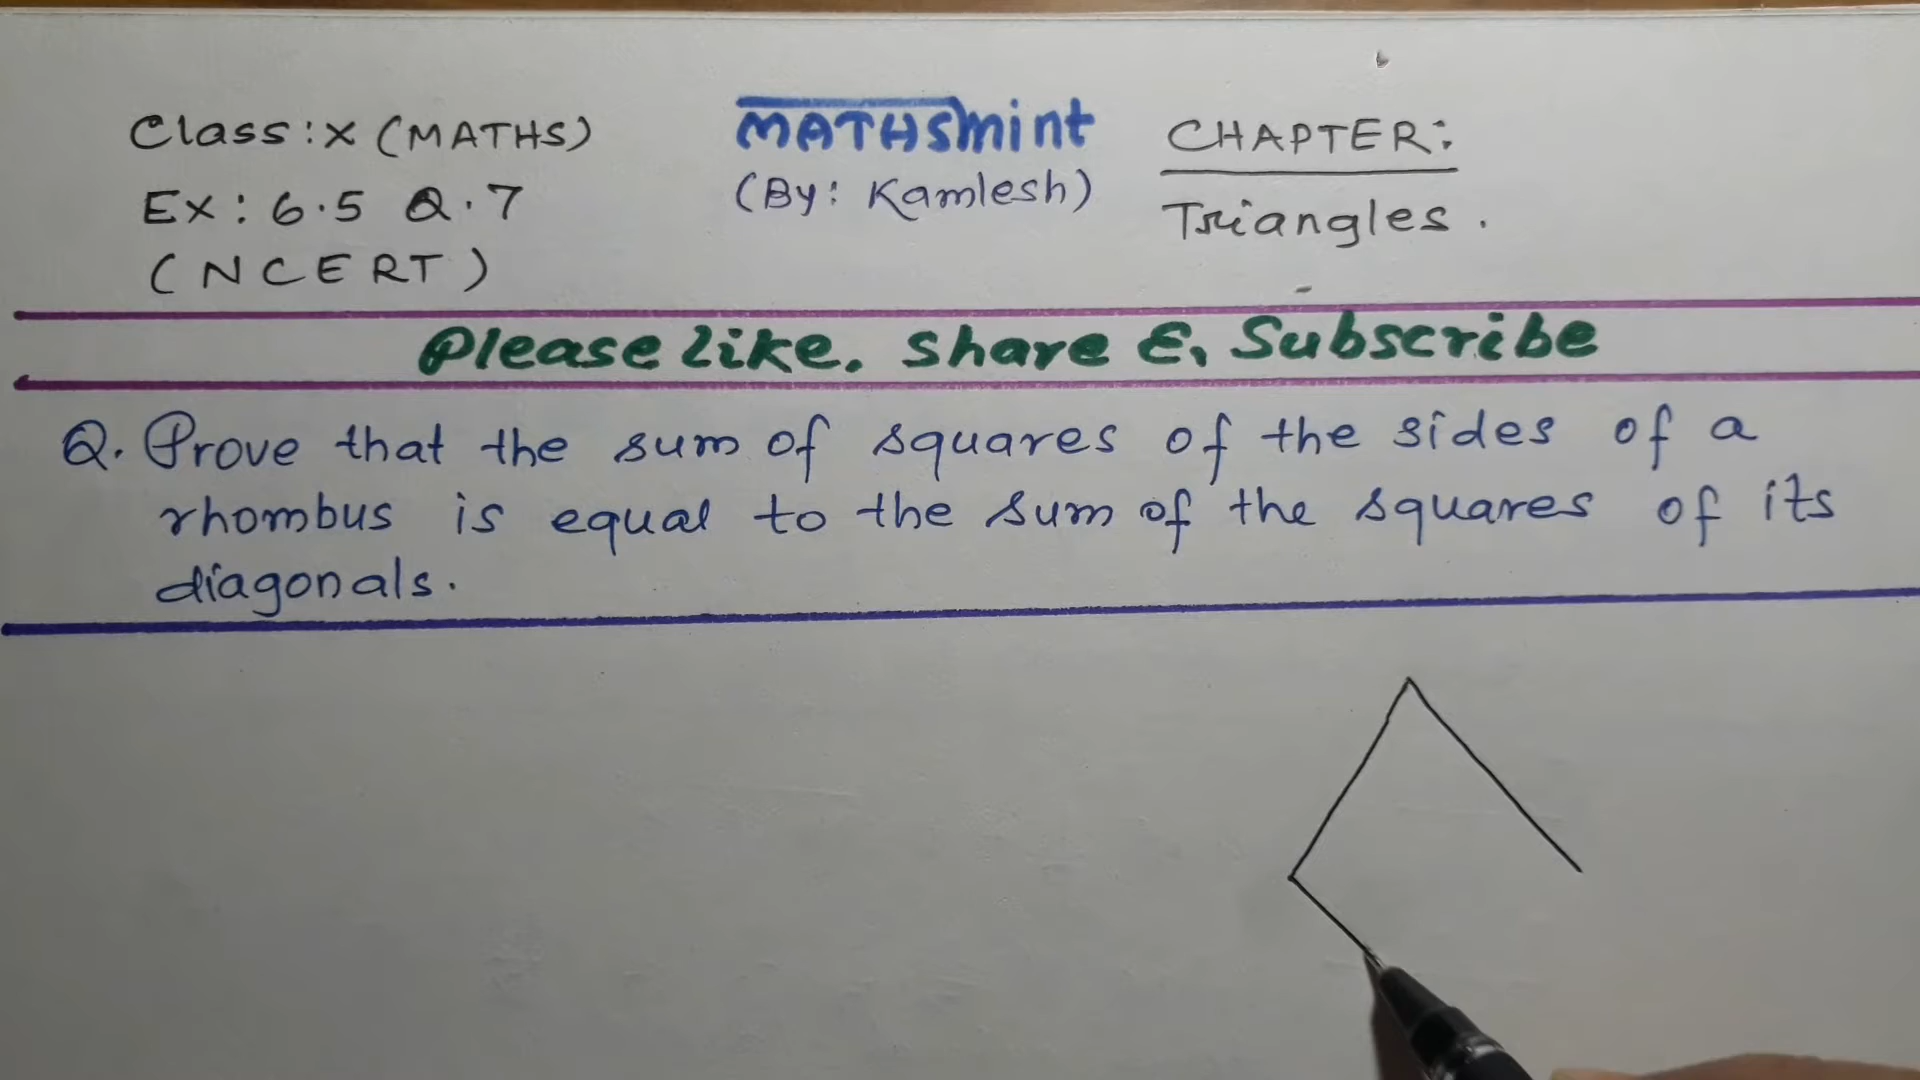 Class: X (MATHS)
Ex: 6.5 Q.7
(NCERT)
MATHSmint
(By: Kamlesh)
CHAPTER:
Triangles.
Please Like, Share & Subscribe
Q. Prove that the sum of squares of the sides of a
rhombus is equal to the sum of the squares of its
diagonals.